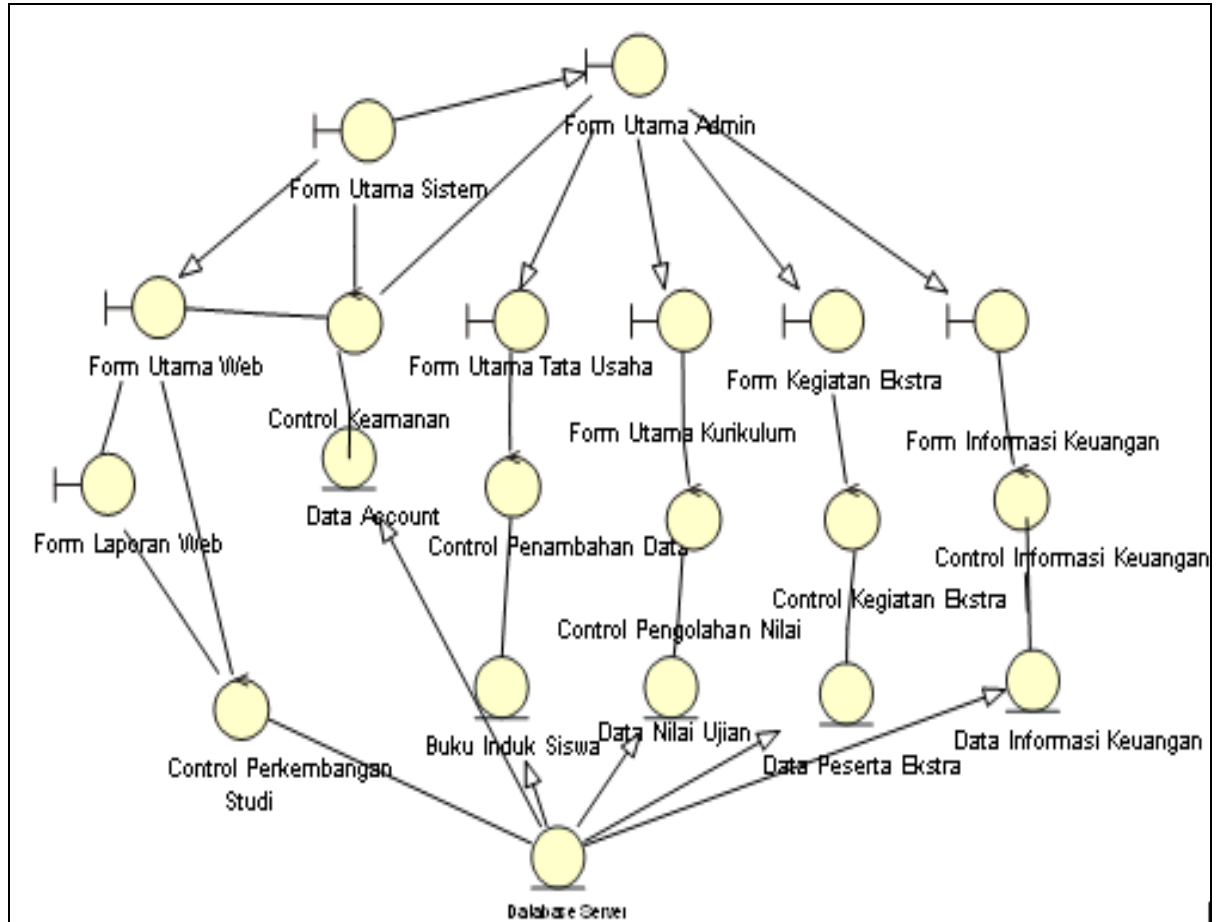 Form Utama Admin
Form Utama Sistem
Form Utama Web
Form Utama Tata Usaha
Form Kegiatan Ekstra
Control Keamanan
Form Utama Kurikulum
Form Informasi Keuangan
Data Account
Form Laporan Web
Control Penambahan Data
Control Informasi Keuangan
Control Kegiatan Ekstra
Control Pengolahan Nilai
Data Nilai Ujian
Buku Induk Siswa
Data Informasi Keuangan
Data Peserta Ekstra
Control Perkembangan
Studi
Database Server